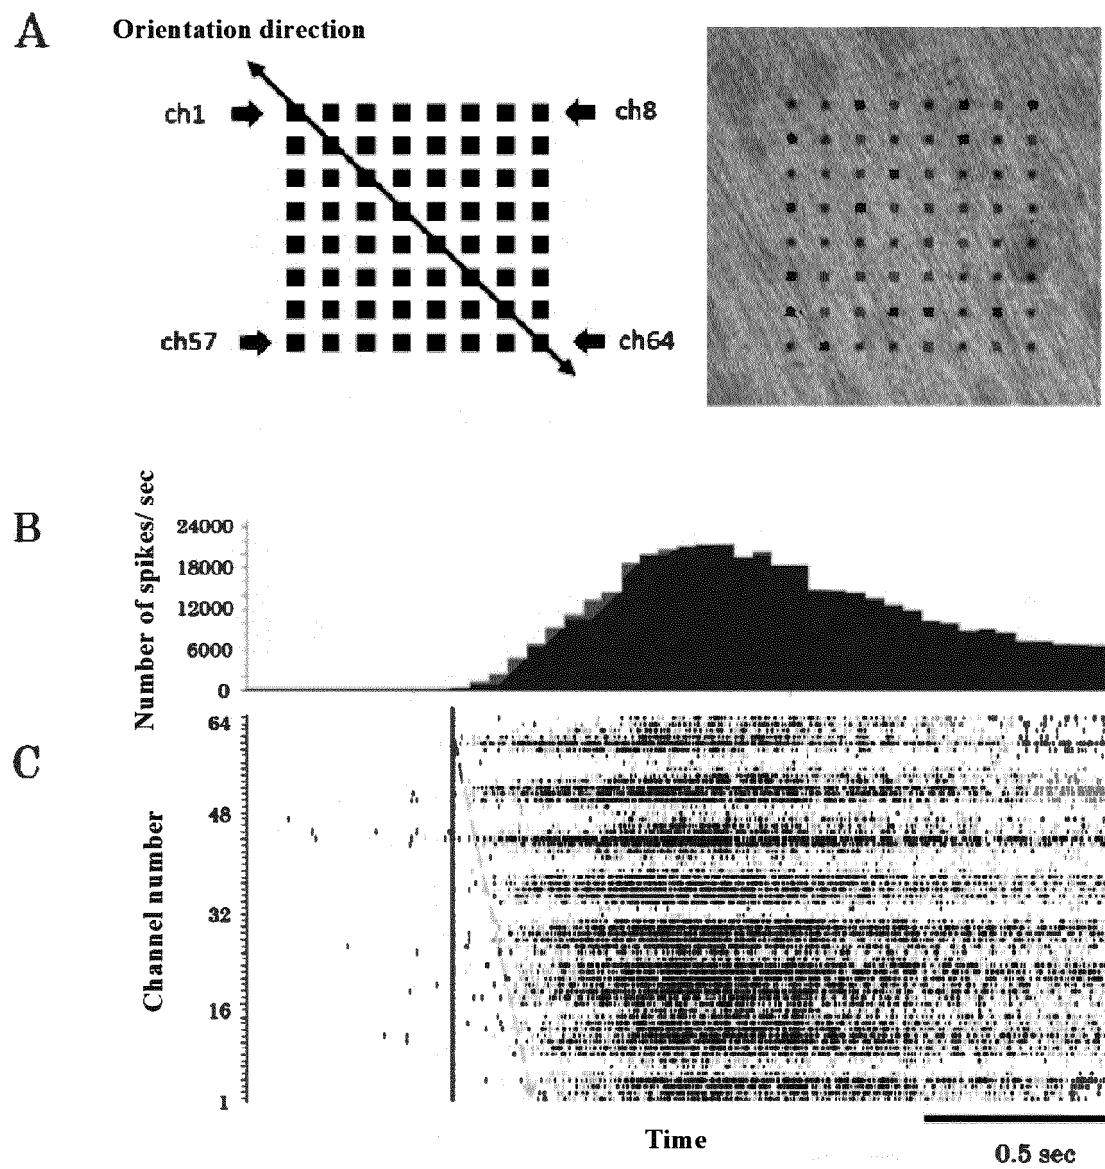 A
Orientation direction
ch1
ch8
ch57
ch64
B
Number of spikes/ sec
24000
18000
12000
6000
0
C
Channel number
64
48
32
16
1
Time
0.5 sec